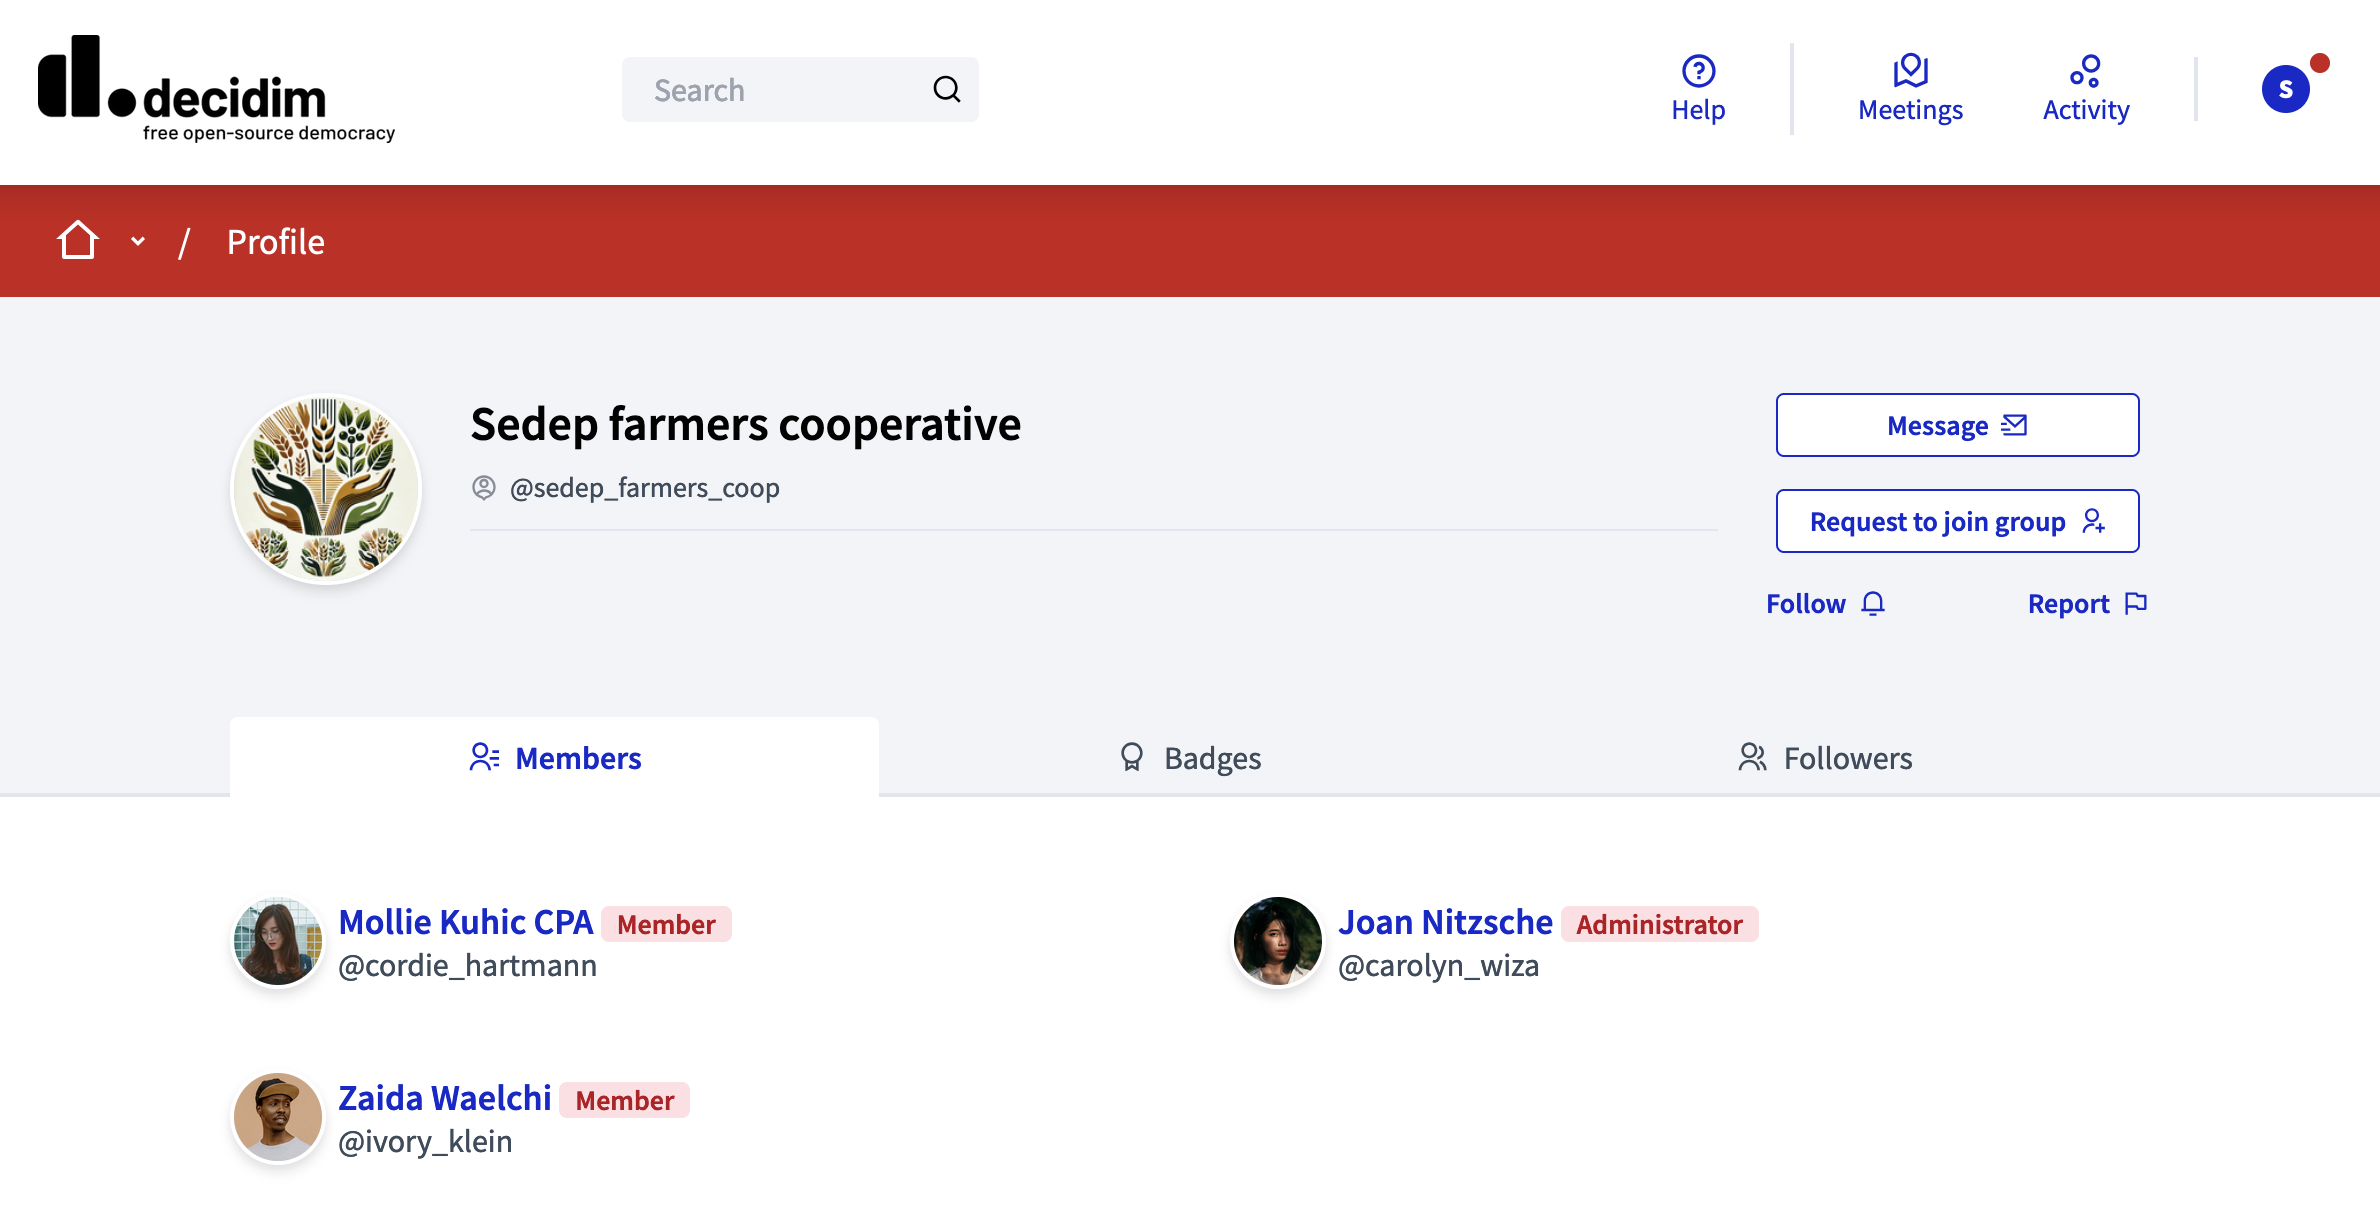 decidim
free open-source democracy
Search
Help
Meetings
Activity
S
/ Profile
Sedep farmers cooperative
@sedep_farmers_coop
Message
Request to join group
Follow
Report
Members
Badges
Followers
Mollie Kuhic CPA Member
@cordie_hartmann
Joan Nitzsche Administrator
@carolyn_wiza
Zaida Waelchi Member
@ivory_klein